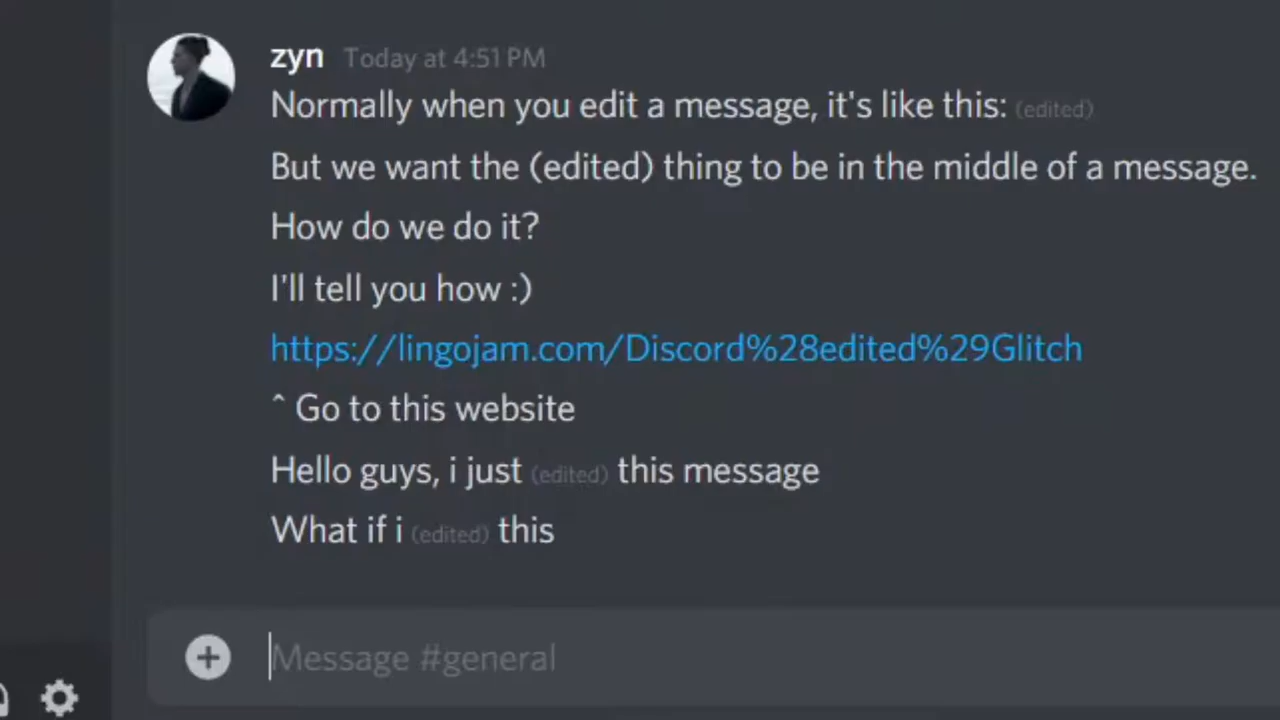 zyn Today at 4:51 PM
Normally when you edit a message, it's like this: (edited)
But we want the (edited) thing to be in the middle of a message.
How do we do it?
I'll tell you how :)
https://lingojam.com/Discord%28edited%29Glitch
^ Go to this website
Hello guys, i just (edited) this message
What if i (edited) this
Message #general